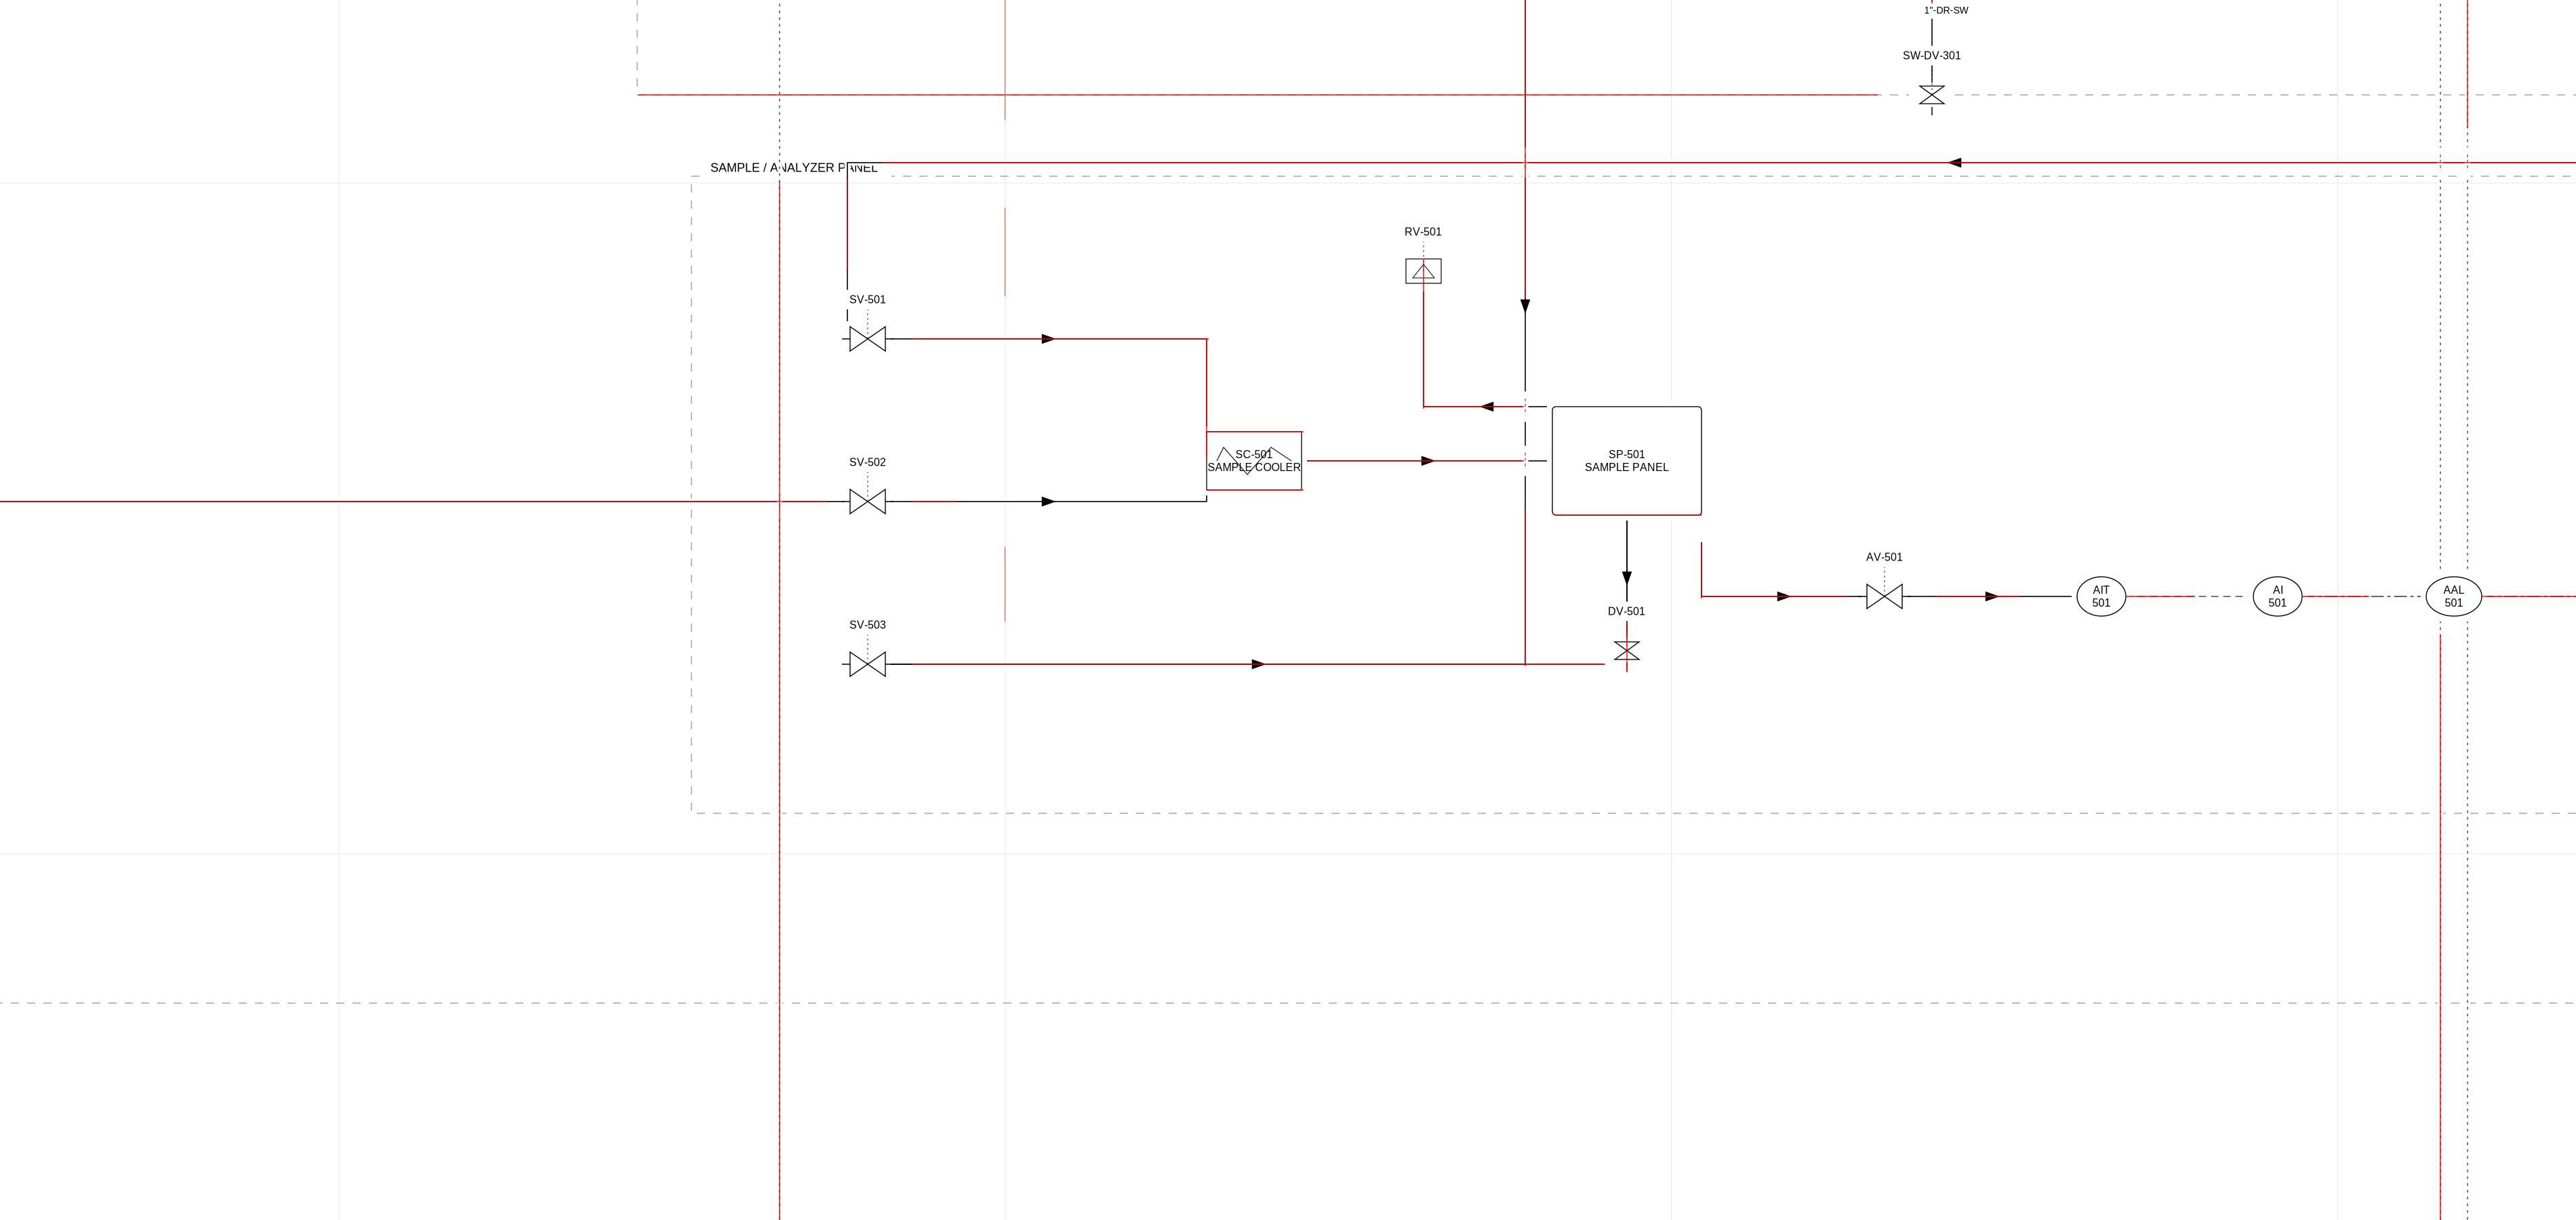 1"-DR-SW
SW-DV-301
SAMPLE / ANALYZER PANEL
RV-501
SV-501
SC-501
SAMPLE COOLER
SP-501
SAMPLE PANEL
SV-502
AV-501
AIT
501
AI
501
AAL
501
DV-501
SV-503